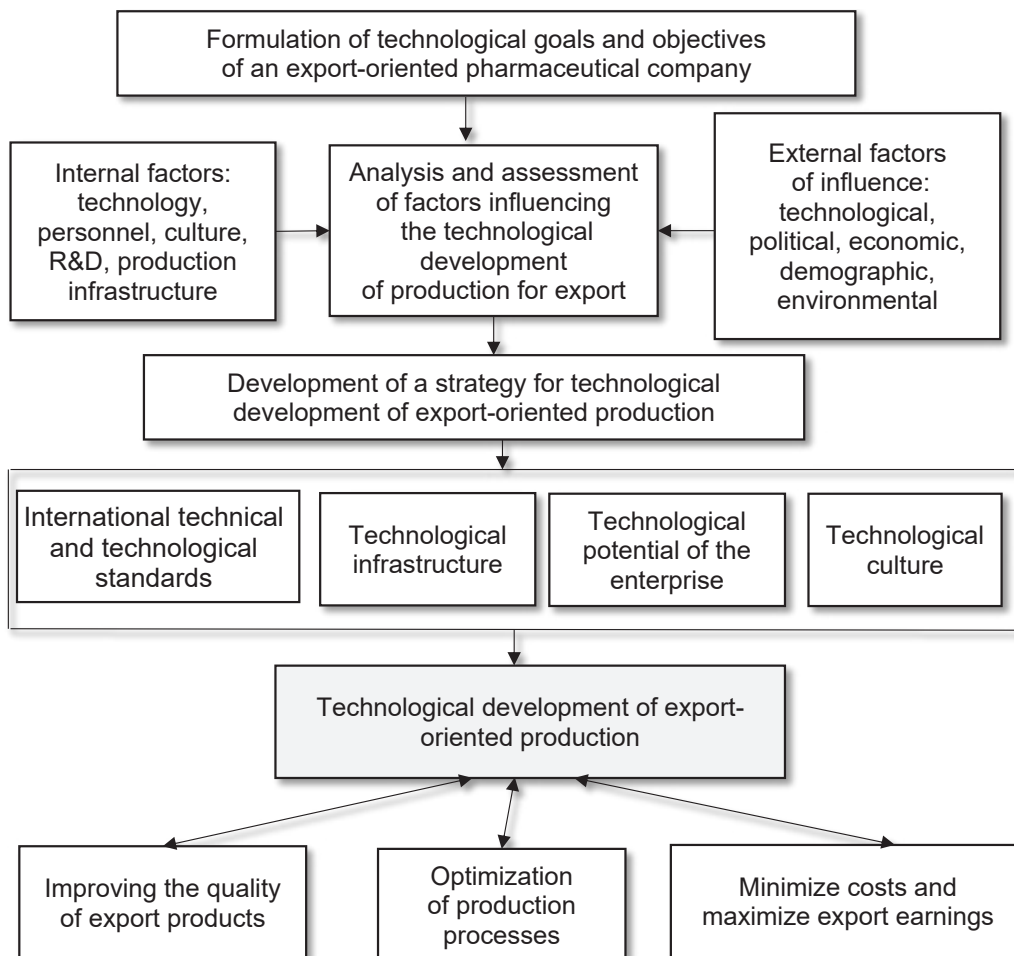 Formulation of technological goals and objectives
of an export-oriented pharmaceutical company
Internal factors:
technology,
personnel, culture,
R&D, production
infrastructure
Analysis and assessment
of factors influencing
the technological
development
of production for export
External factors
of influence:
technological,
political, economic,
demographic,
environmental
Development of a strategy for technological
development of export-oriented production
International technical
and technological
standards
Technological
infrastructure
Technological
potential of the
enterprise
Technological
culture
Technological development of export-
oriented production
Improving the quality
of export products
Optimization
of production
processes
Minimize costs and
maximize export earnings